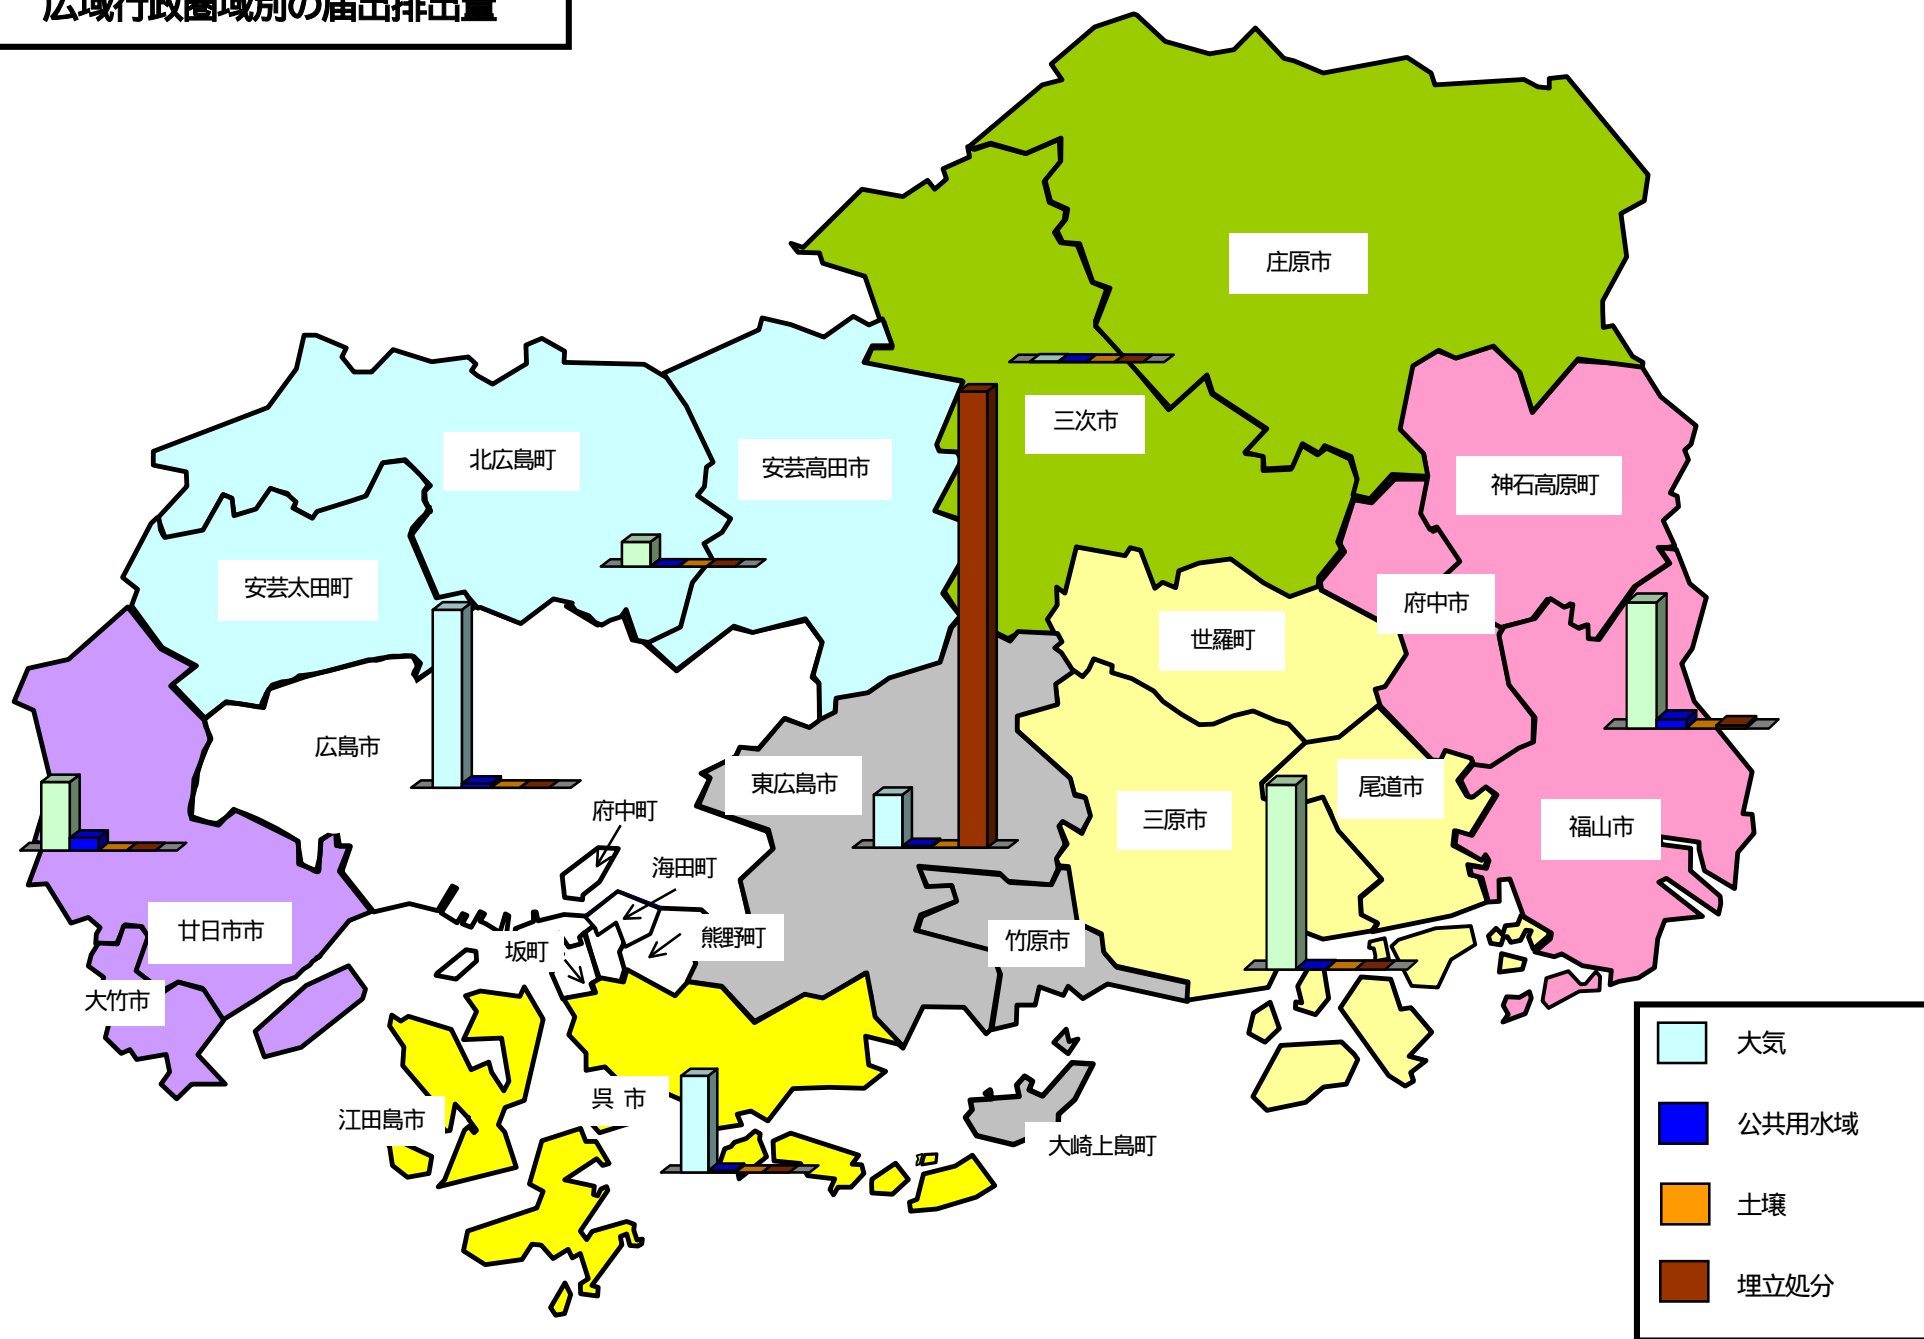 広域行政圏域別の届出排出量
庄原市
三次市
北広島町
安芸高田市
神石高原町
安芸太田町
府中市
世羅町
広島市
東広島市
尾道市
府中町
三原市
福山市
海田町
廿日市市
坂町
熊野町
竹原市
大竹市
呉 市
江田島市
大崎上島町
大気
公共用水域
土壌
埋立処分